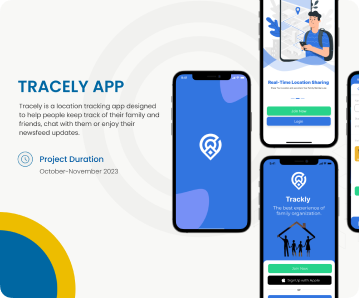 TRACELY APP
Tracely is a location tracking app designed
to help people keep track of their family and
friends, chat with them or enjoy their
newsfeed updates.
Project Duration
October-November 2023
Real-Time Location Sharing
Join Now
Login
Trackly
The best experience of
family organization.
Sign Up with Apple